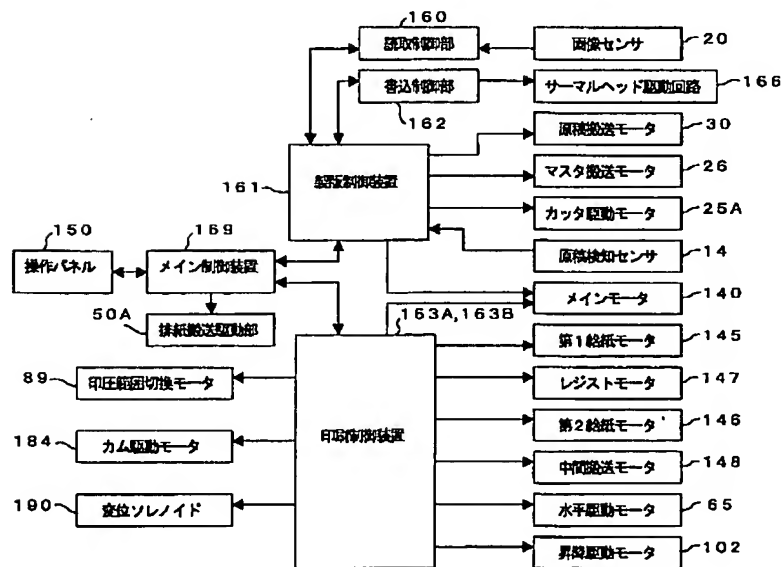 160
読取制御部
画像センサ
20
書込制御部
サーマルヘッド駆動回路
166
162
原稿搬送モータ
30
161
製版制御装置
マスタ搬送モータ
26
カッタ駆動モータ
25A
150
169
操作パネル
メイン制御装置
原稿検知センサ
14
メインモータ
140
50A
排紙搬送駆動部
163A,163B
第1給紙モータ
145
89
印圧範囲切換モータ
レジストモータ
147
印写制御装置
第2給紙モータ
146
184
カム駆動モータ
中間搬送モータ
148
190
変位ソレノイド
水平駆動モータ
65
昇降駆動モータ
102